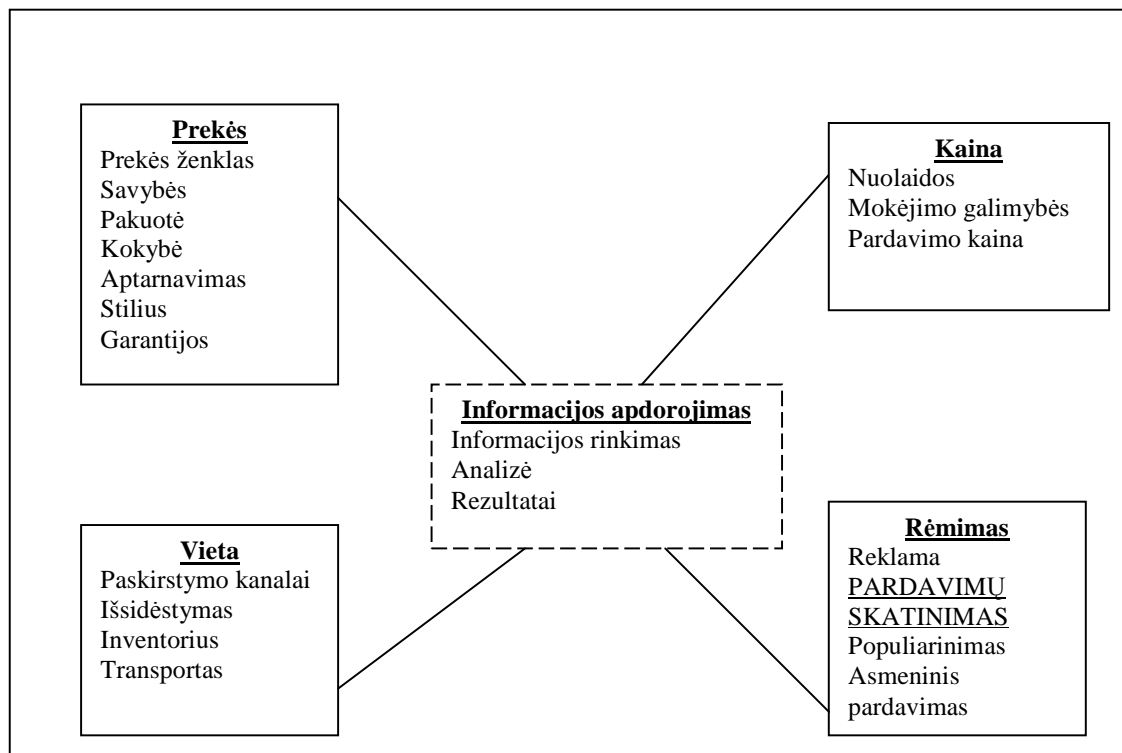 Prekės
Prekės ženklas
Savybės
Pakuotė
Kokybė
Aptarnavimas
Stilius
Garantijos
Kaina
Nuolaidos
Mokėjimo galimybės
Pardavimo kaina
Informacijos apdorojimas
Informacijos rinkimas
Analizė
Rezultatai
Vieta
Paskirstymo kanalai
Išsidėstymas
Inventorius
Transportas
Rėmimas
Reklama
PARDAVIMŲ
SKATINIMAS
Populiarinimas
Asmeninis
pardavimas